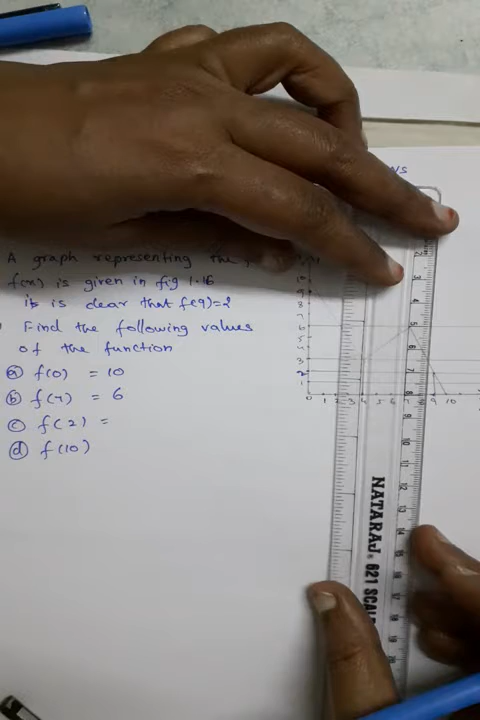 NS
A graph representing the
f(x) is given in fig 1.16
it is clear that f(9)=2
Find the following values
of the function
(a) f(0) = 10
(b) f(7) = 6
(c) f(2) =
(d) f(10)
NATARAJ 621 SCALE